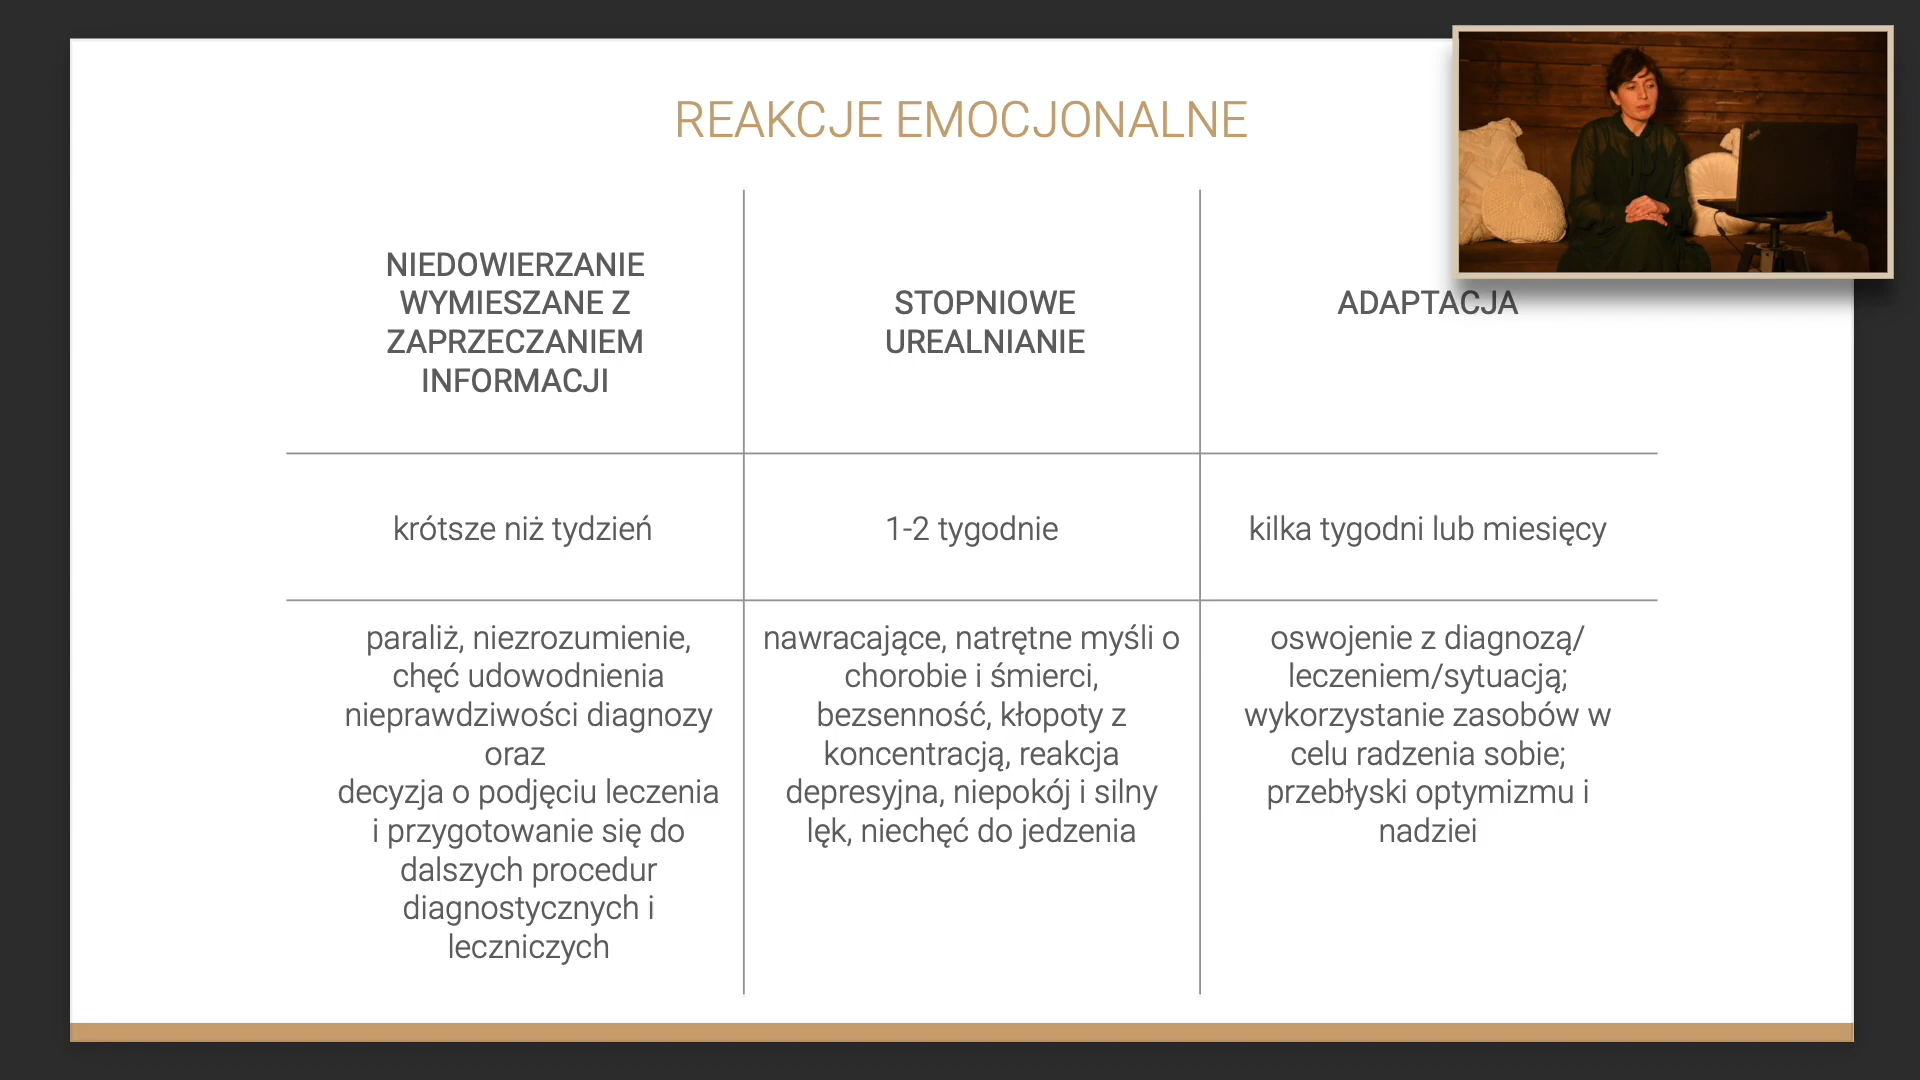 REAKCJE EMOCJONALNE
NIEDOWIERZANIE
WYMIESZANE Z
ZAPRZECZANIEM
INFORMACJI
STOPNIOWE
UREALNIANIE
ADAPTACJA
krótsze niż tydzień
1-2 tygodnie
kilka tygodni lub miesięcy
paraliż, niezrozumienie,
chęć udowodnienia
nieprawdziwości diagnozy
oraz
decyzja o podjęciu leczenia
i przygotowanie się do
dalszych procedur
diagnostycznych i
leczniczych
nawracające, natrętne myśli o
chorobie i śmierci,
bezsenność, kłopoty z
koncentracją, reakcja
depresyjna, niepokój i silny
lęk, niechęć do jedzenia
oswojenie z diagnozą/
leczeniem/sytuacją;
wykorzystanie zasobów w
celu radzenia sobie;
przebłyski optymizmu i
nadziei